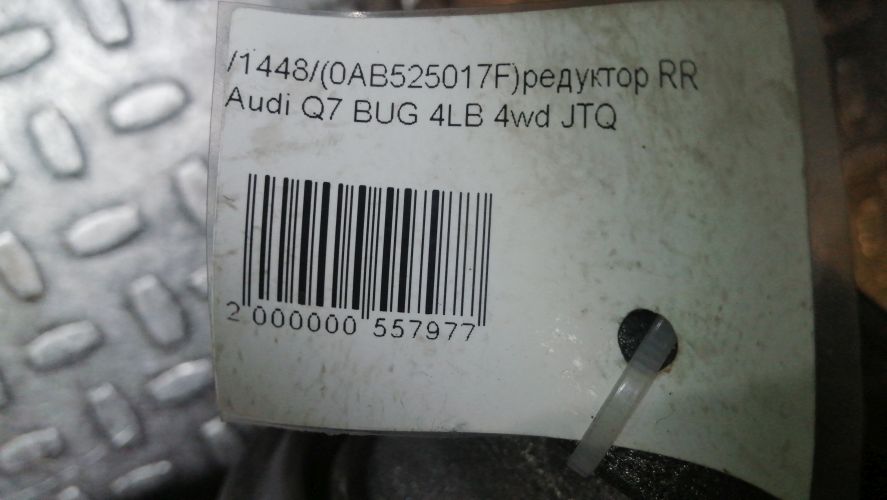 /1448/(0AB525017F)редуктор RR
Audi Q7 BUG 4LB 4wd JTQ
2 000000 557977